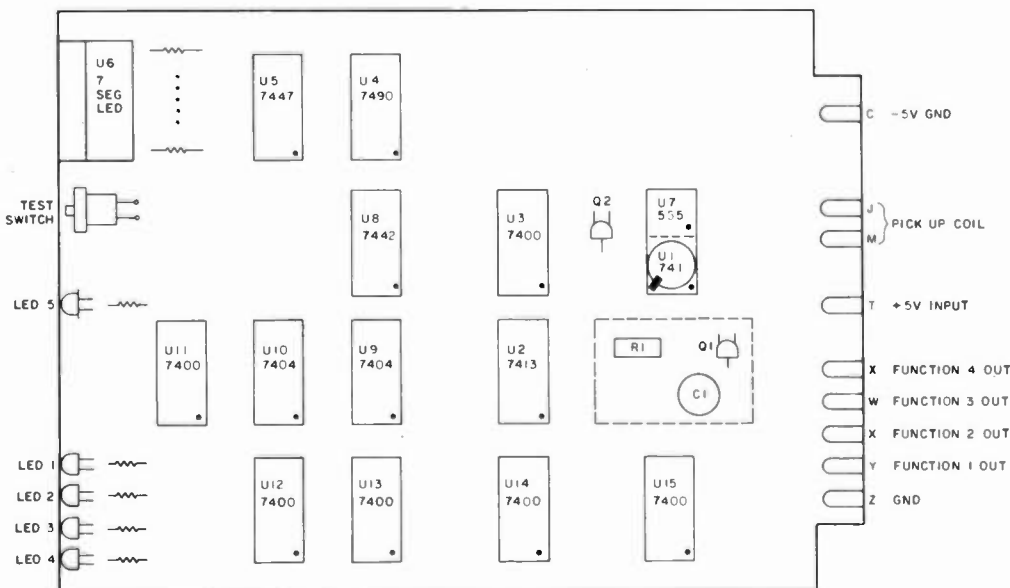 U6
7
SEG
LED
U5
7447
U4
7490
C -5V GND
TEST
SWITCH
U8
7442
U3
7400
Q2
U7
555
U1
741
J
M
PICK UP COIL
LED 5
T +5V INPUT
U11
7400
U10
7404
U9
7404
U2
7413
R1
Q1
C1
X FUNCTION 4 OUT
W FUNCTION 3 OUT
X FUNCTION 2 OUT
Y FUNCTION 1 OUT
Z GND
LED 1
LED 2
LED 3
LED 4
U12
7400
U13
7400
U14
7400
U15
7400